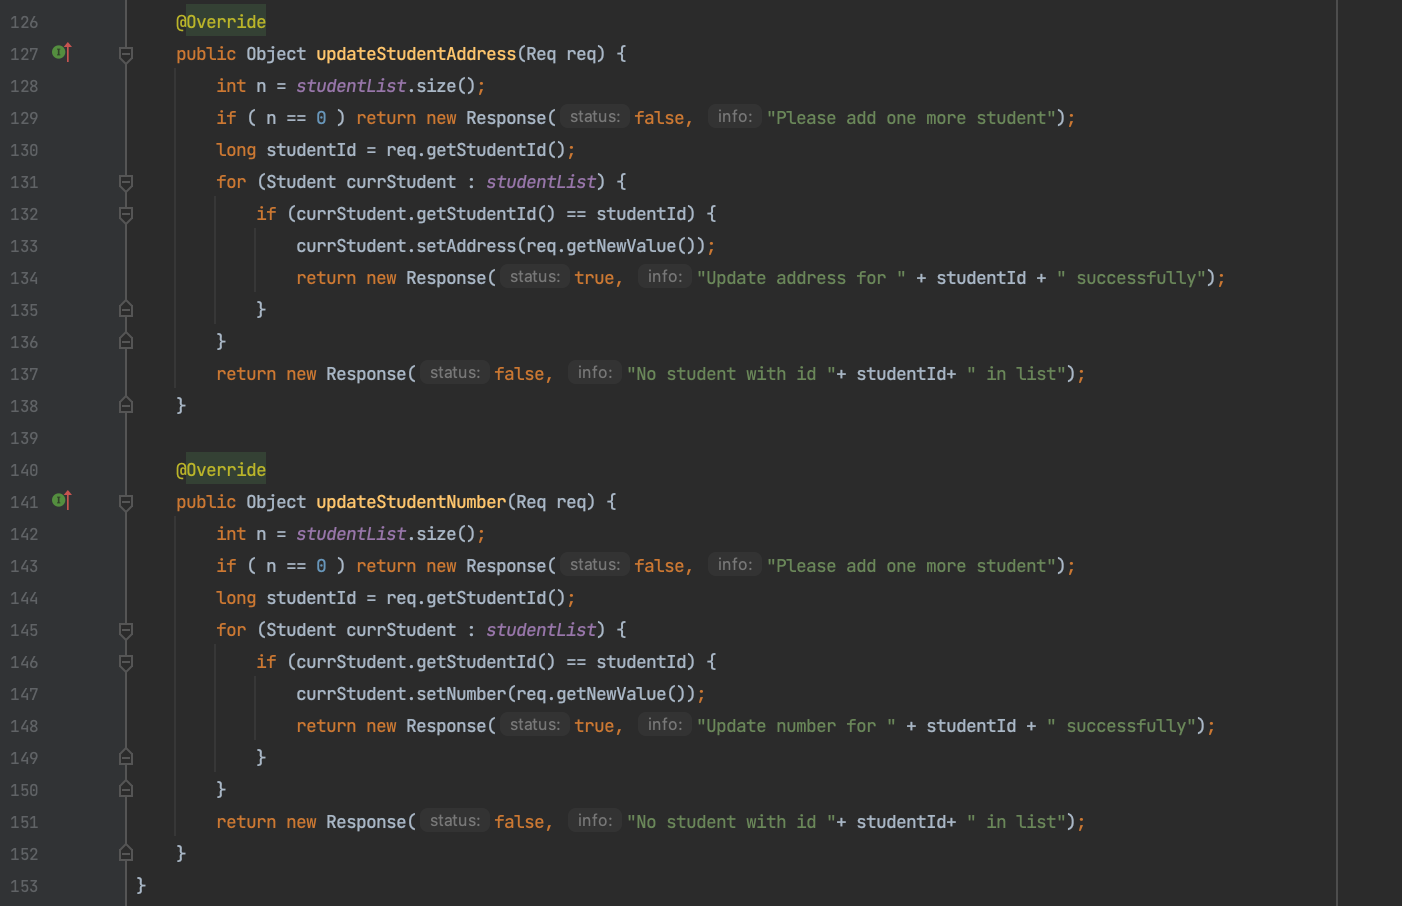 126 @Override
127 public Object updateStudentAddress(Req req) {
128 int n = studentList.size();
129 if ( n == 0 ) return new Response( status: false, info: "Please add one more student");
130 long studentId = req.getStudentId();
131 for (Student currStudent : studentList) {
132 if (currStudent.getStudentId() == studentId) {
133 currStudent.setAddress(req.getNewValue());
134 return new Response( status: true, info: "Update address for " + studentId + " successfully");
135 }
136 }
137 return new Response( status: false, info: "No student with id "+ studentId+ " in list");
138 }
139
140 @Override
141 public Object updateStudentNumber(Req req) {
142 int n = studentList.size();
143 if ( n == 0 ) return new Response( status: false, info: "Please add one more student");
144 long studentId = req.getStudentId();
145 for (Student currStudent : studentList) {
146 if (currStudent.getStudentId() == studentId) {
147 currStudent.setNumber(req.getNewValue());
148 return new Response( status: true, info: "Update number for " + studentId + " successfully");
149 }
150 }
151 return new Response( status: false, info: "No student with id "+ studentId+ " in list");
152 }
153 }